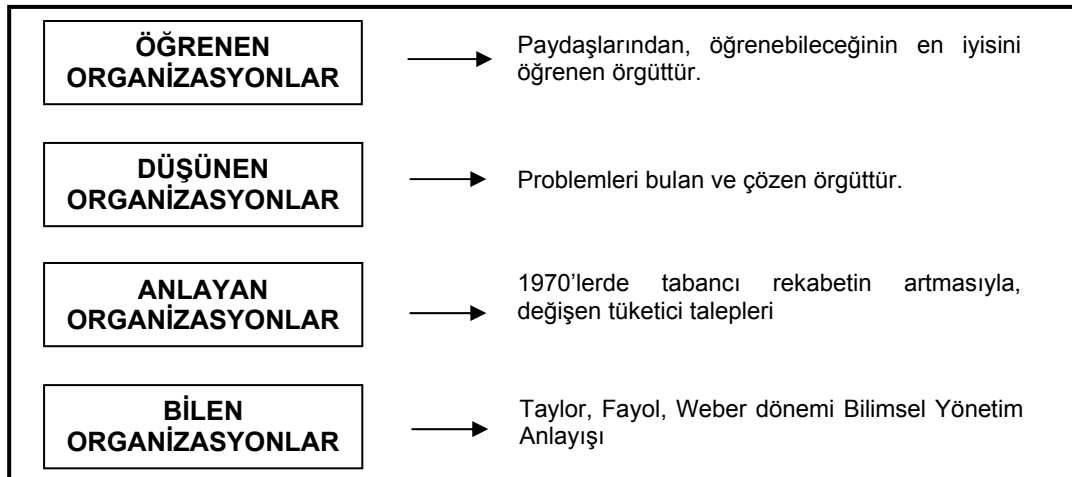 ÖĞRENEN
ORGANİZASYONLAR
Paydaşlarından, öğrenebileceğinin en iyisini
öğrenen örgüttür.
DÜŞÜNEN
ORGANİZASYONLAR
Problemleri bulan ve çözen örgüttür.
ANLAYAN
ORGANİZASYONLAR
1970’lerde tabancı rekabetin artmasıyla,
değişen tüketici talepleri
BİLEN
ORGANİZASYONLAR
Taylor, Fayol, Weber dönemi Bilimsel Yönetim
Anlayışı